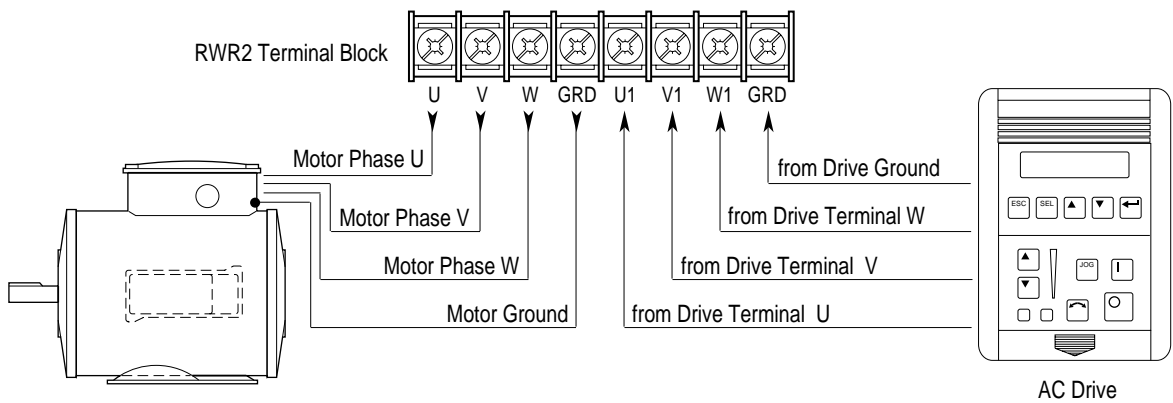 RWR2 Terminal Block
U V W GRD U1 V1 W1 GRD
Motor Phase U
from Drive Ground
Motor Phase V
from Drive Terminal W
Motor Phase W
from Drive Terminal V
Motor Ground
from Drive Terminal U
ESC SEL
JOG
AC Drive